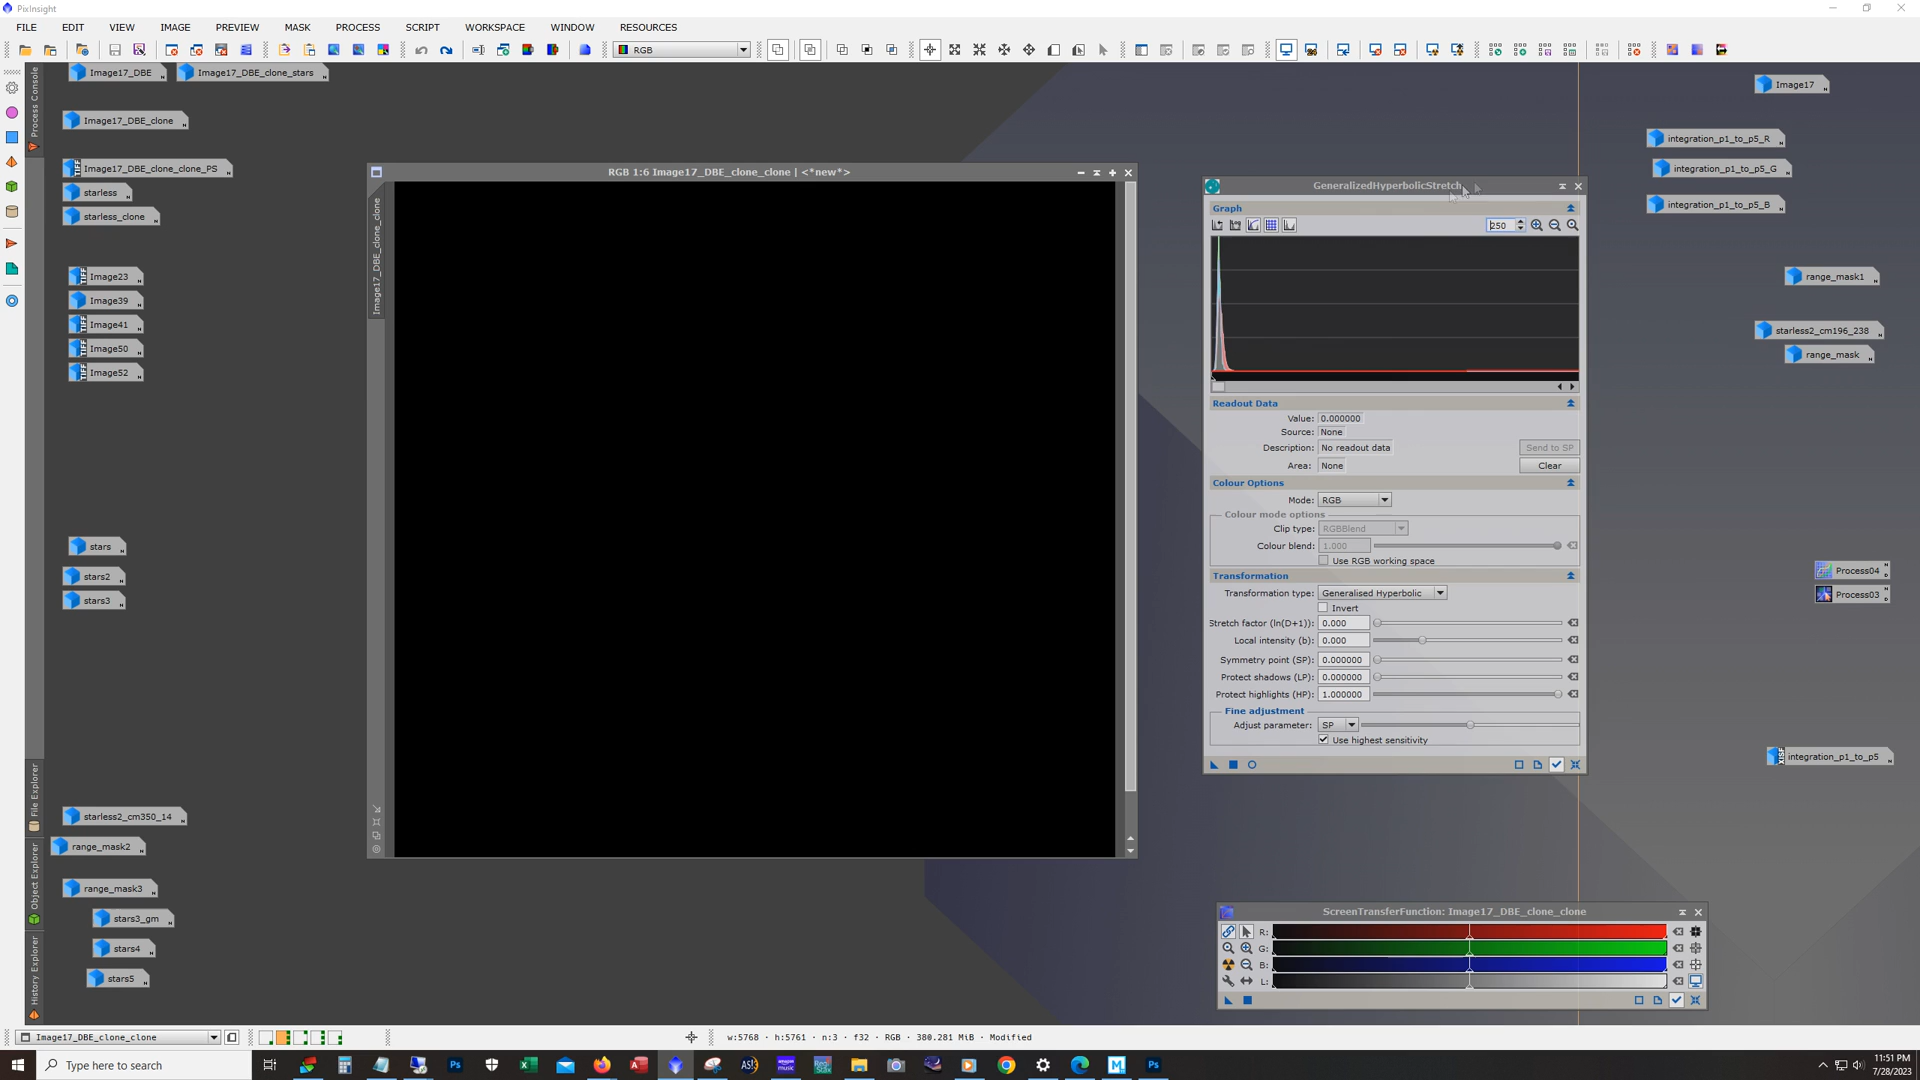 PixInsight
FILE EDIT VIEW IMAGE PREVIEW MASK PROCESS SCRIPT WORKSPACE WINDOW RESOURCES
RGB
Process Console
File Explorer
Object Explorer
History Explorer
Image17_DBE
Image17_DBE_clone_stars
Image17_DBE_clone
Image17_DBE_clone_clone_PS
starless
starless_clone
Image23
Image39
Image41
Image50
Image52
stars
stars2
stars3
starless2_cm350_14
range_mask2
range_mask3
stars3_gm
stars4
stars5
RGB 1:6 Image17_DBE_clone_clone | <*new*>
Image17_DBE_clone_clone
GeneralizedHyperbolicStretch
Graph
250
Readout Data
Value: 0.000000
Source: None
Description: No readout data
Send to SP
Area: None
Clear
Colour Options
Mode: RGB
Colour mode options
Clip type: RGBBlend
Colour blend: 1.000
Use RGB working space
Transformation
Transformation type: Generalised Hyperbolic
Invert
Stretch factor (ln(D+1)): 0.000
Local intensity (b): 0.000
Symmetry point (SP): 0.000000
Protect shadows (LP): 0.000000
Protect highlights (HP): 1.000000
Fine adjustment
Adjust parameter: SP
Use highest sensitivity
Image17
integration_p1_to_p5_R
integration_p1_to_p5_G
integration_p1_to_p5_B
range_mask1
starless2_cm196_238
range_mask
Process04
Process03
integration_p1_to_p5
ScreenTransferFunction: Image17_DBE_clone_clone
R:
G:
B:
L:
Image17_DBE_clone_clone
w:5768 · h:5761 · n:3 · f32 · RGB · 380.281 MiB · Modified
Type here to search
11:51 PM
7/28/2023